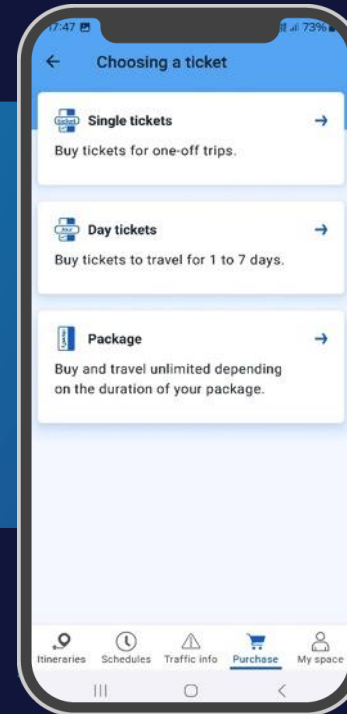 17:47
73%
Choosing a ticket
Single tickets
Buy tickets for one-off trips.
Day tickets
Buy tickets to travel for 1 to 7 days.
Package
Buy and travel unlimited depending
on the duration of your package.
Itineraries Schedules Traffic info Purchase My space